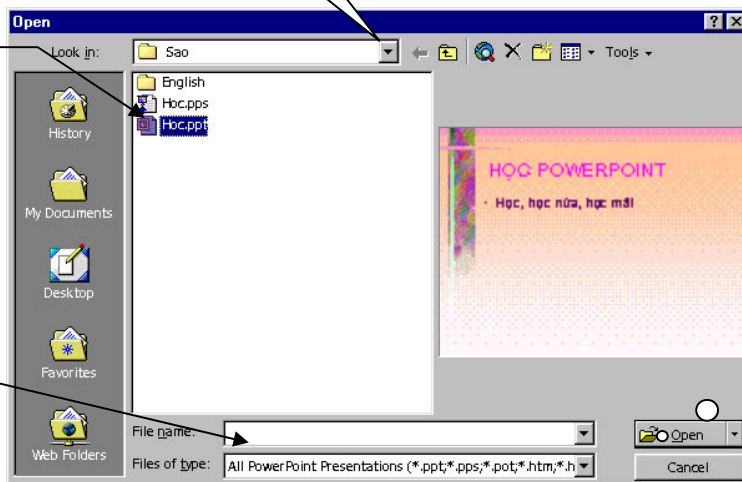 Open
Look in:
Sao
Tools
English
Hoc.pps
Hoc.ppt
History
My Documents
Desktop
Favorites
Web Folders
HỌC POWERPOINT
· Học, học nữa, học mãi
File name:
Open
Files of type:
All PowerPoint Presentations (*.ppt;*.pps;*.pot;*.htm;*.h
Cancel